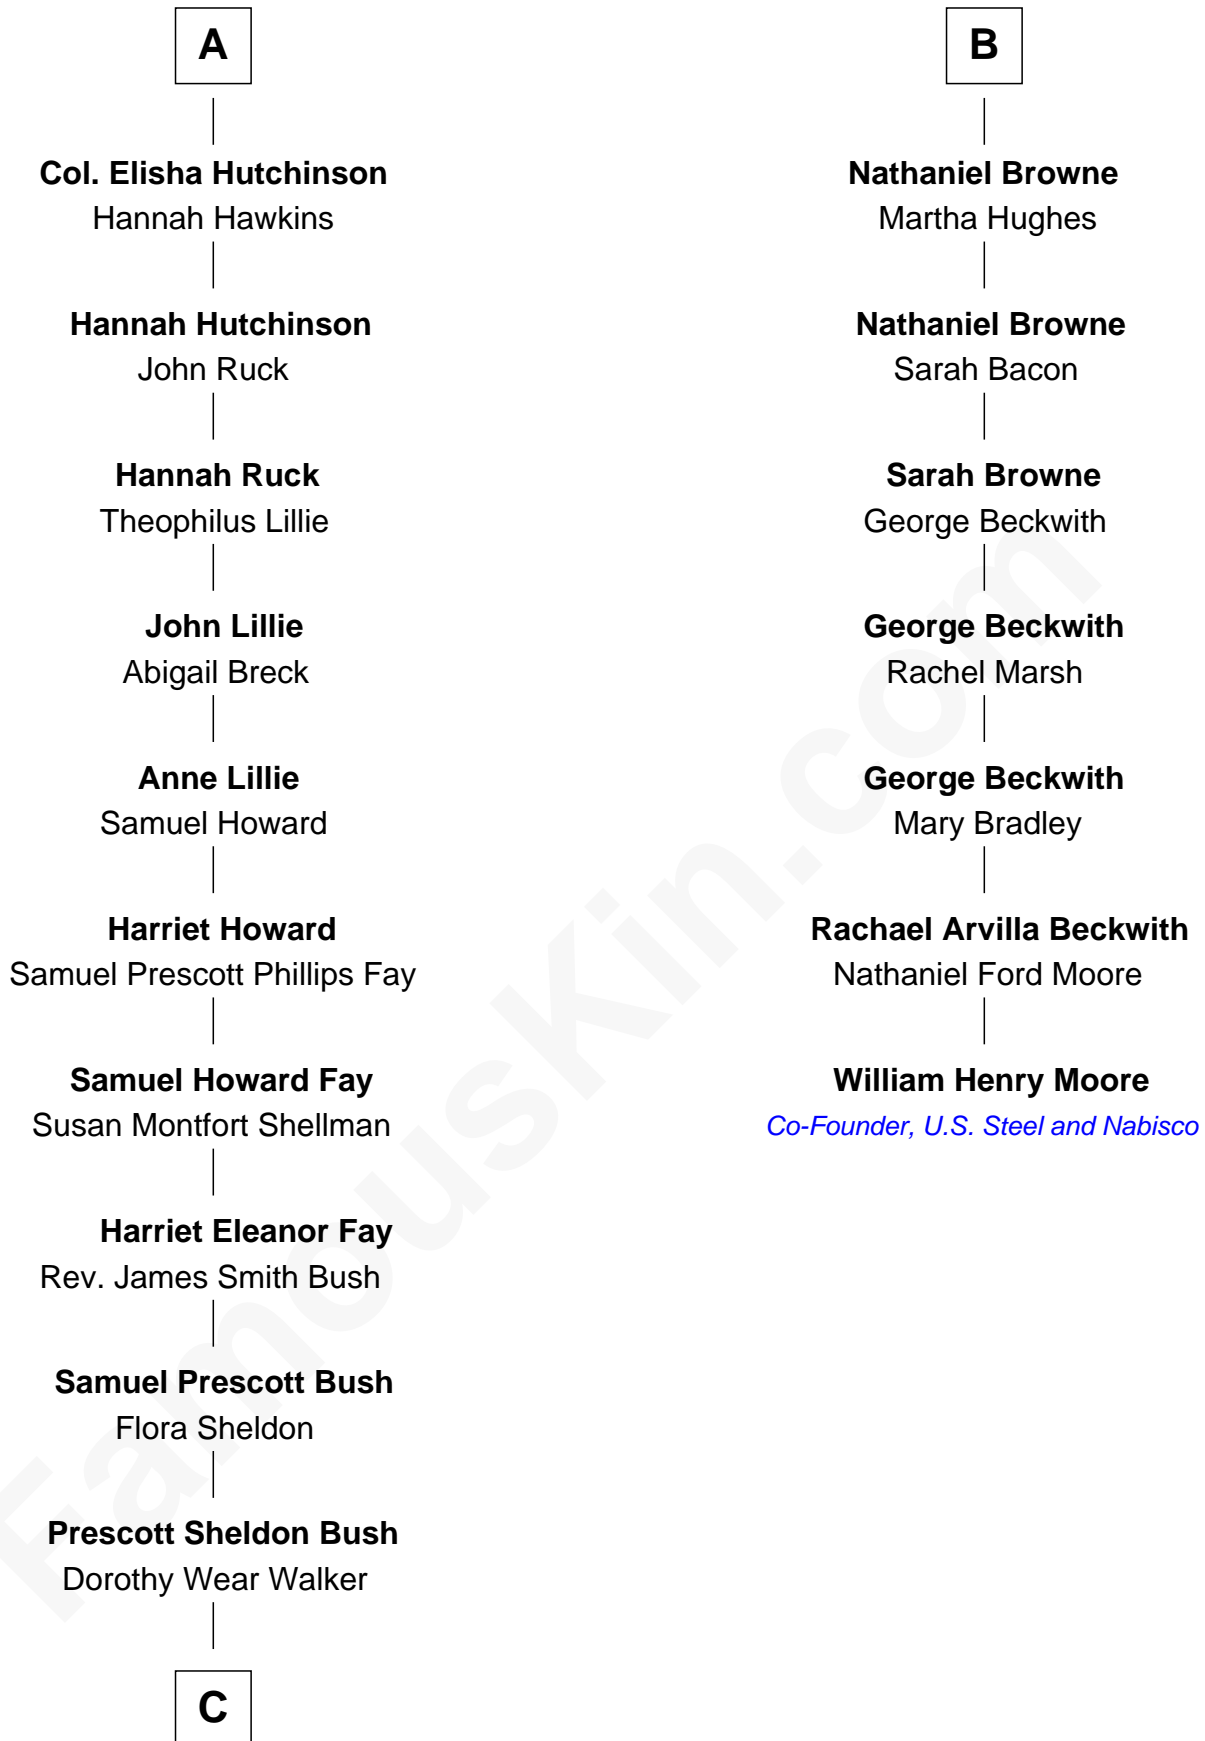 A
Col. Elisha Hutchinson
Hannah Hawkins
Hannah Hutchinson
John Ruck
Hannah Ruck
Theophilus Lillie
John Lillie
Abigail Breck
Anne Lillie
Samuel Howard
Harriet Howard
Samuel Prescott Phillips Fay
Samuel Howard Fay
Susan Montfort Shellman
Harriet Eleanor Fay
Rev. James Smith Bush
Samuel Prescott Bush
Flora Sheldon
Prescott Sheldon Bush
Dorothy Wear Walker
C
B
Nathaniel Browne
Martha Hughes
Nathaniel Browne
Sarah Bacon
Sarah Browne
George Beckwith
George Beckwith
Rachel Marsh
George Beckwith
Mary Bradley
Rachael Arvilla Beckwith
Nathaniel Ford Moore
William Henry Moore
Co-Founder, U.S. Steel and Nabisco
FamousKin.com